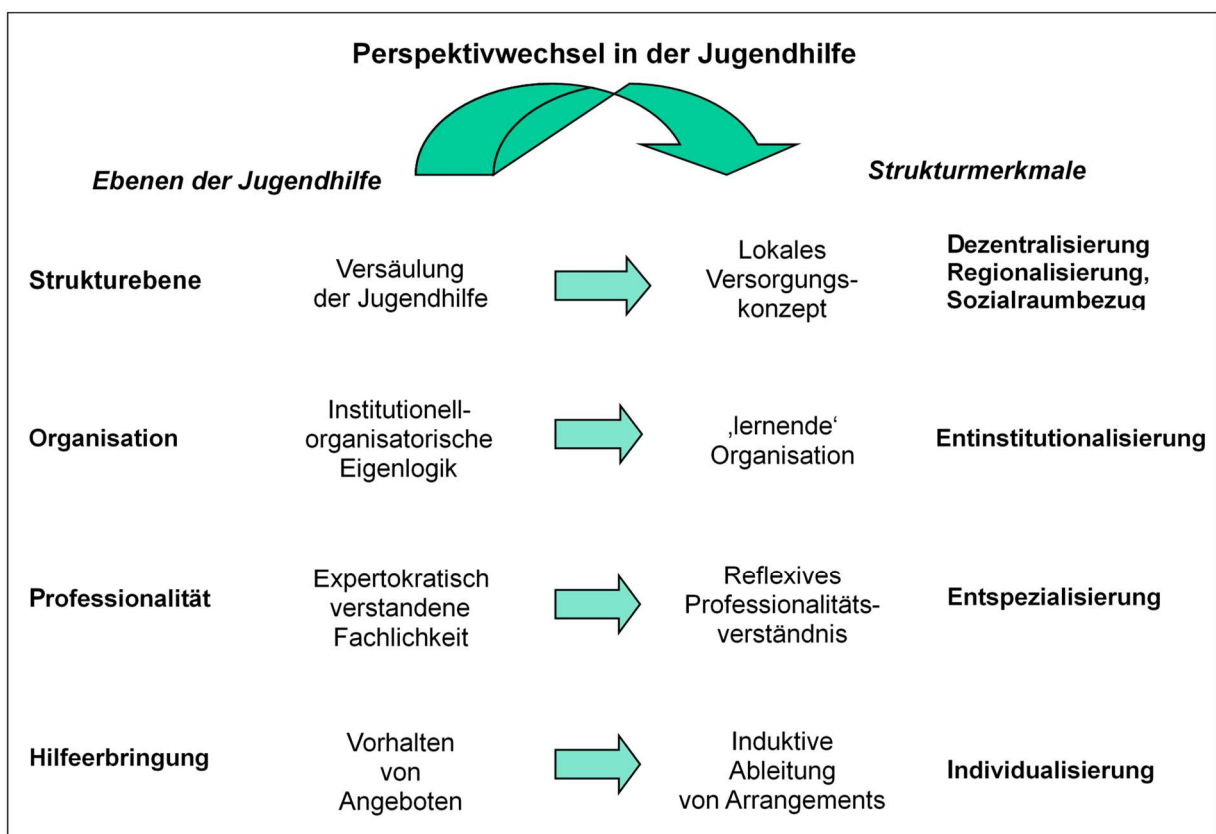 Perspektivwechsel in der Jugendhilfe
Ebenen der Jugendhilfe
Strukturmerkmale
Strukturebene
Versäulung
der Jugendhilfe
Lokales
Versorgungs-
konzept
Dezentralisierung
Regionalisierung,
Sozialraumbezug
Organisation
Institutionell-
organisatorische
Eigenlogik
‚lernende‘
Organisation
Entinstitutionalisierung
Professionalität
Expertokratisch
verstandene
Fachlichkeit
Reflexives
Professionalitäts-
verständnis
Entspezialisierung
Hilfeerbringung
Vorhalten
von
Angeboten
Induktive
Ableitung
von Arrangements
Individualisierung